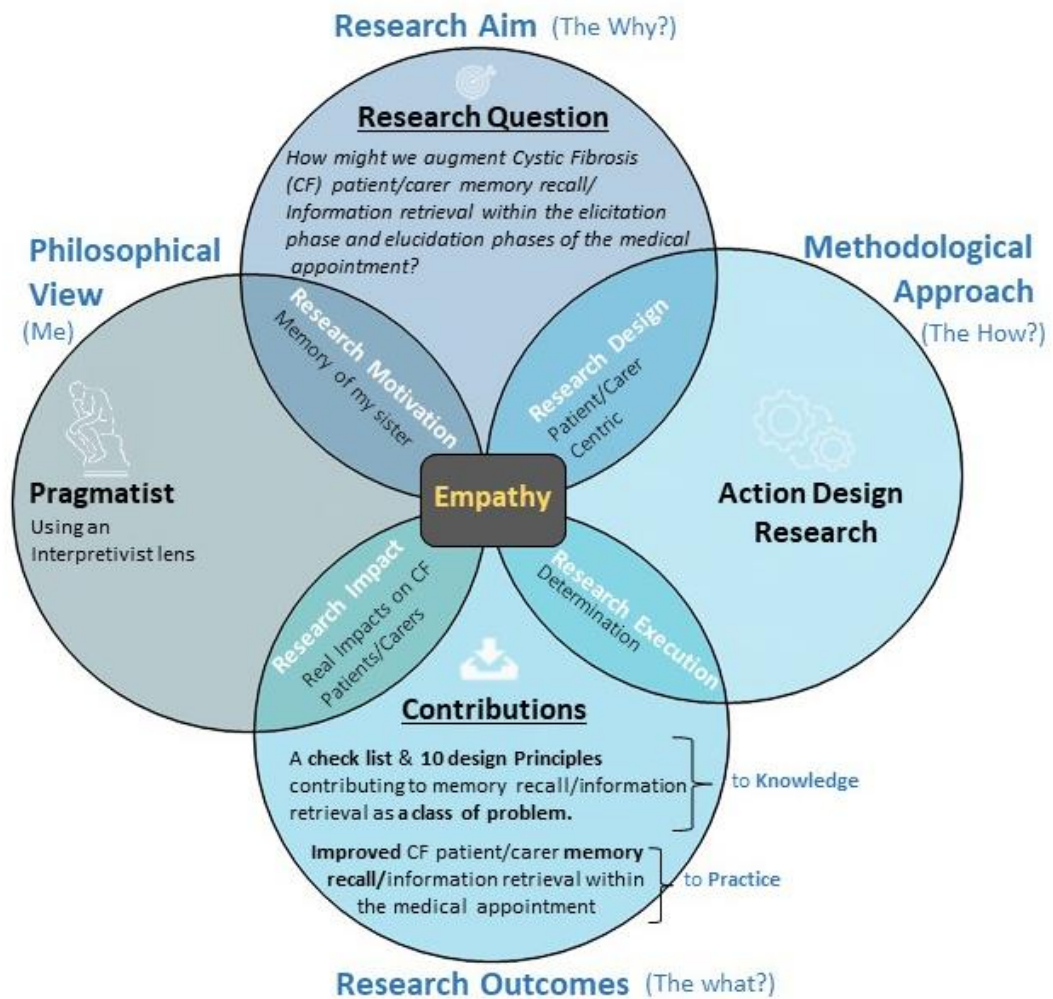 Research Aim (The Why?)
Research Question
How might we augment Cystic Fibrosis
(CF) patient/carer memory recall/
Information retrieval within the elicitation
phase and elucidation phases of the medical
appointment?
Philosophical
View
(Me)
Methodological
Approach
(The How?)
Research Motivation
Memory of my sister
Research Design
Patient/Carer
Centric
Pragmatist
Using an
Interpretivist lens
Empathy
Action Design
Research
Research Impact
Real Impacts on CF
Patients/Carers
Research Execution
Determination
Contributions
A check list & 10 design Principles
contributing to memory recall/information
retrieval as a class of problem.
to Knowledge
Improved CF patient/carer memory
recall/information retrieval within
the medical appointment
to Practice
Research Outcomes (The what?)